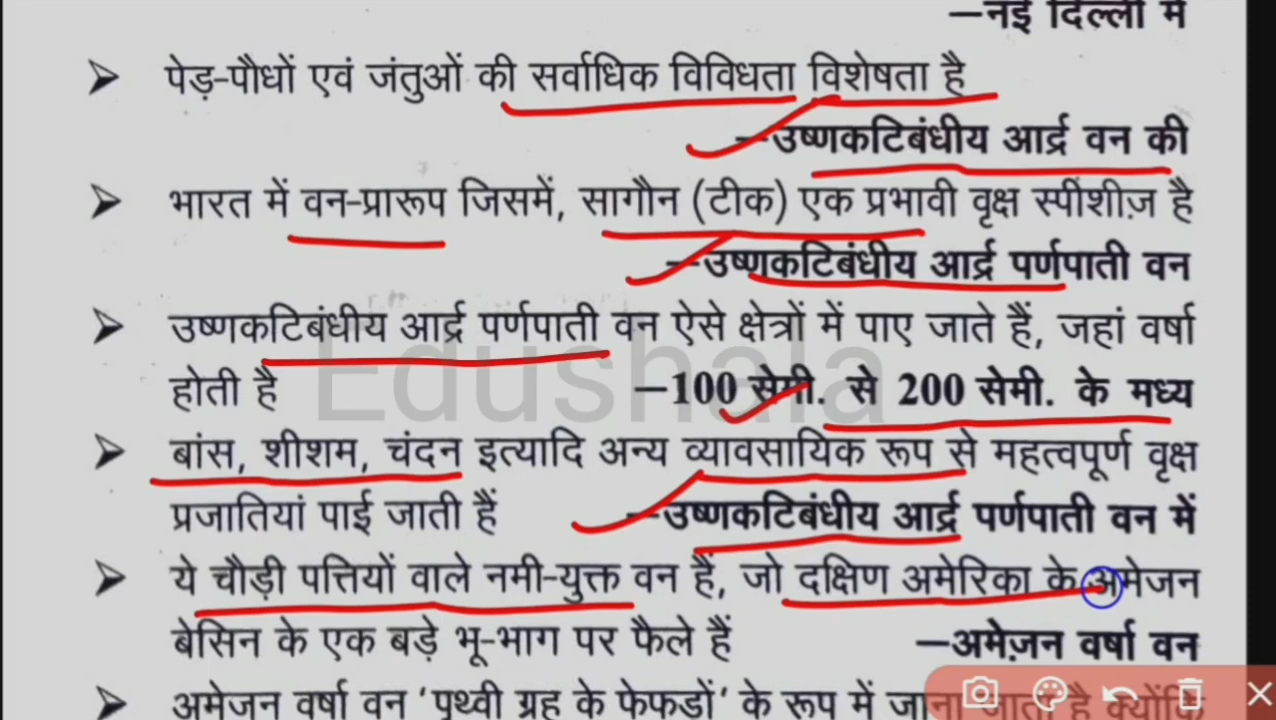 —नई दिल्ली में
➤ पेड़-पौधों एवं जंतुओं की सर्वाधिक विविधता विशेषता है
—उष्णकटिबंधीय आर्द्र वन की
➤ भारत में वन-प्रारूप जिसमें, सागौन (टीक) एक प्रभावी वृक्ष स्पीशीज़ है
—उष्णकटिबंधीय आर्द्र पर्णपाती वन
➤ उष्णकटिबंधीय आर्द्र पर्णपाती वन ऐसे क्षेत्रों में पाए जाते हैं, जहां वर्षा
होती है —100 सेमी. से 200 सेमी. के मध्य
Edushala
➤ बांस, शीशम, चंदन इत्यादि अन्य व्यावसायिक रूप से महत्वपूर्ण वृक्ष
प्रजातियां पाई जाती हैं —उष्णकटिबंधीय आर्द्र पर्णपाती वन में
➤ ये चौड़ी पत्तियों वाले नमी-युक्त वन हैं, जो दक्षिण अमेरिका के अमेजन
बेसिन के एक बड़े भू-भाग पर फैले हैं —अमेज़न वर्षा वन
➤ अमेजन वर्षा वन 'पृथ्वी ग्रह के फेफड़ों' के रूप में जाना जाता है क्योंकि